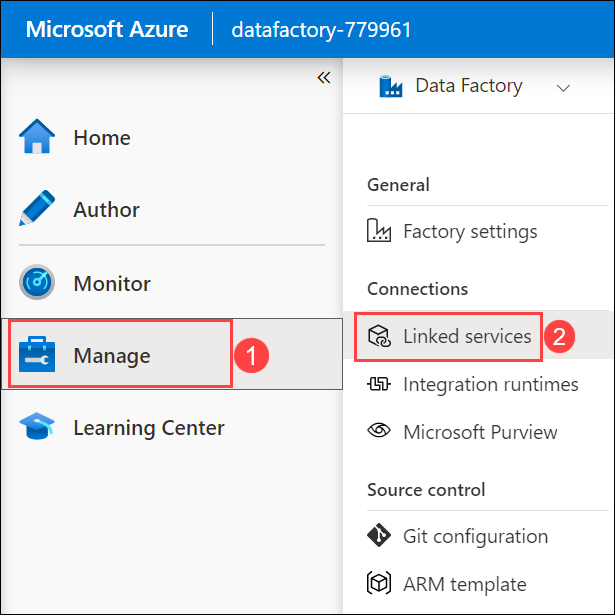 Microsoft Azure
datafactory-779961
«
Data Factory
Home
Author
Monitor
Manage
1
Learning Center
General
Factory settings
Connections
Linked services
2
Integration runtimes
Microsoft Purview
Source control
Git configuration
ARM template